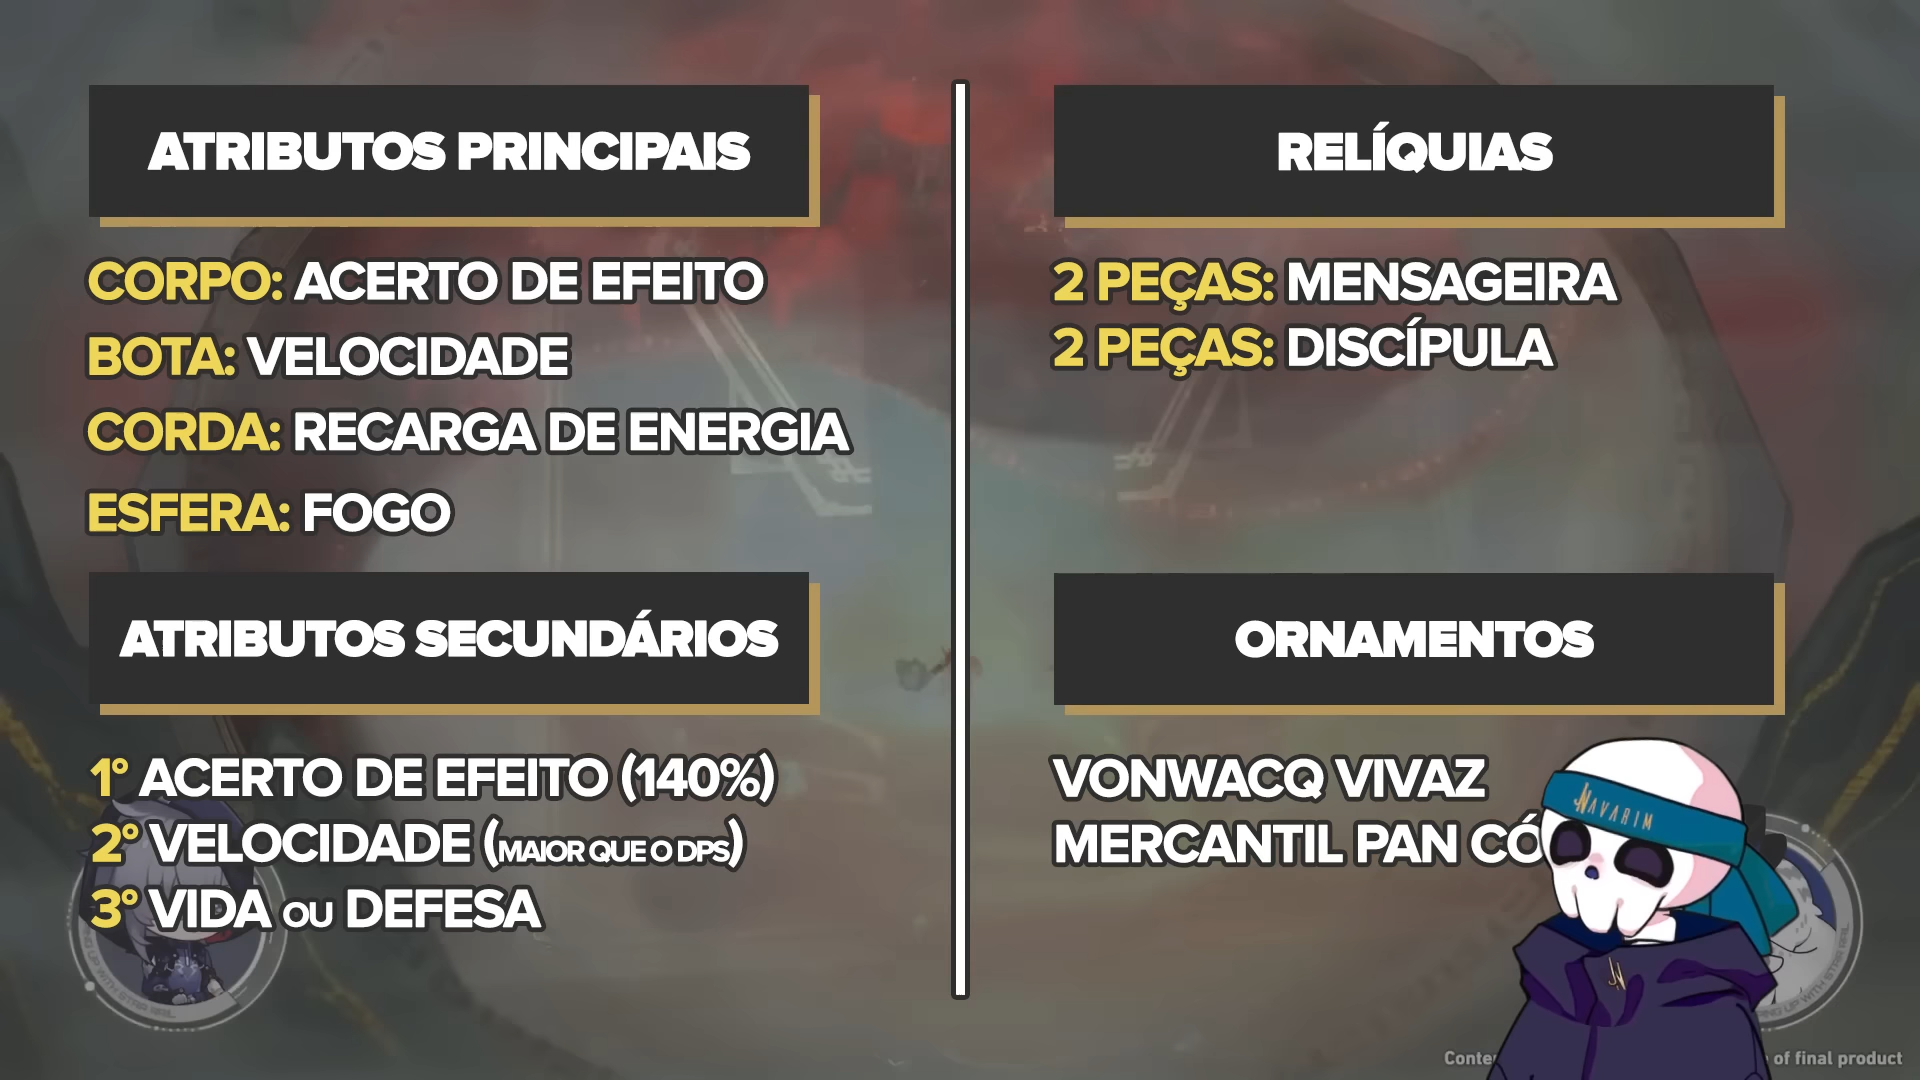 ATRIBUTOS PRINCIPAIS
CORPO: ACERTO DE EFEITO
BOTA: VELOCIDADE
CORDA: RECARGA DE ENERGIA
ESFERA: FOGO
ATRIBUTOS SECUNDÁRIOS
1° ACERTO DE EFEITO (140%)
2° VELOCIDADE (MAIOR QUE O DPS)
3° VIDA OU DEFESA
RELÍQUIAS
2 PEÇAS: MENSAGEIRA
2 PEÇAS: DISCÍPULA
ORNAMENTOS
VONWACQ VIVAZ
MERCANTIL PAN CÓ
NAVARIM
of final product